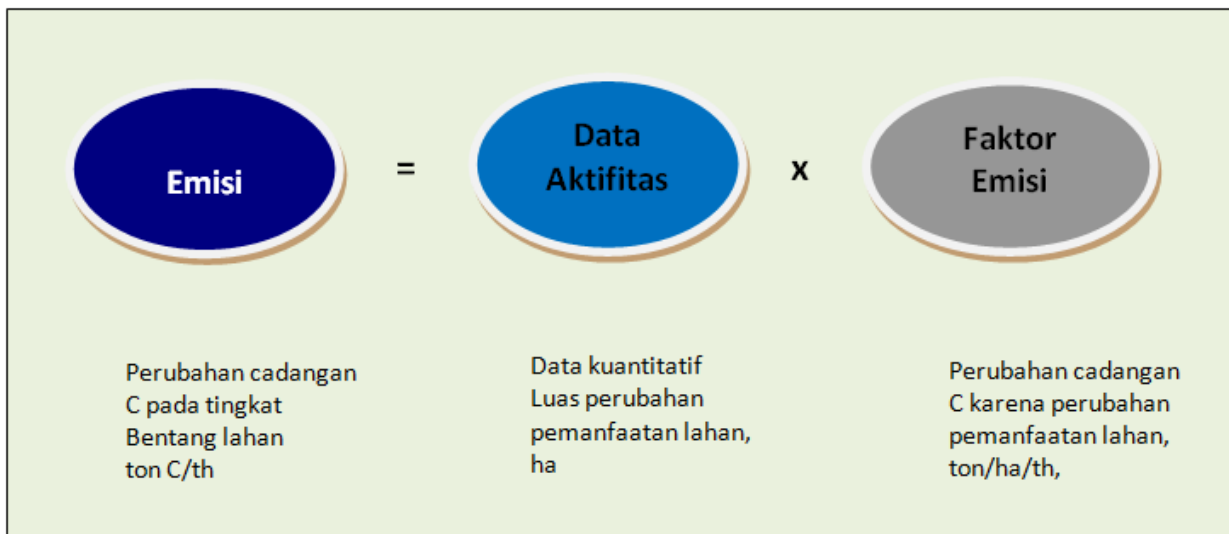 Emisi
=
Data
Aktifitas
x
Faktor
Emisi
Perubahan cadangan
C pada tingkat
Bentang lahan
ton C/th
Data kuantitatif
Luas perubahan
pemanfaatan lahan,
ha
Perubahan cadangan
C karena perubahan
pemanfaatan lahan,
ton/ha/th,